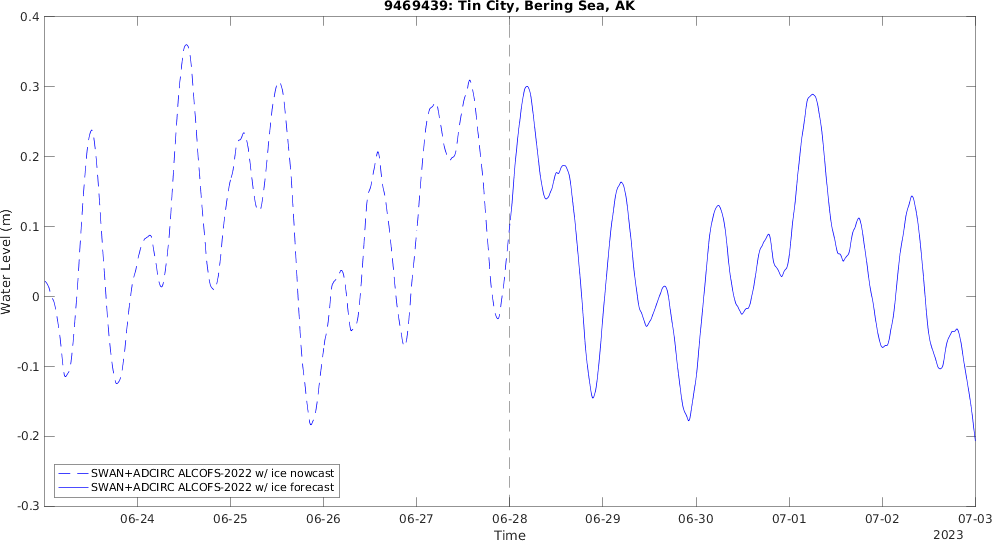 9469439: Tin City, Bering Sea, AK
0.4
0.3
0.2
0.1
0
-0.1
-0.2
-0.3
Water Level (m)
SWAN+ADCIRC ALCOFS-2022 w/ ice nowcast
SWAN+ADCIRC ALCOFS-2022 w/ ice forecast
06-24 06-25 06-26 06-27 06-28 06-29 06-30 07-01 07-02 07-03
Time
2023